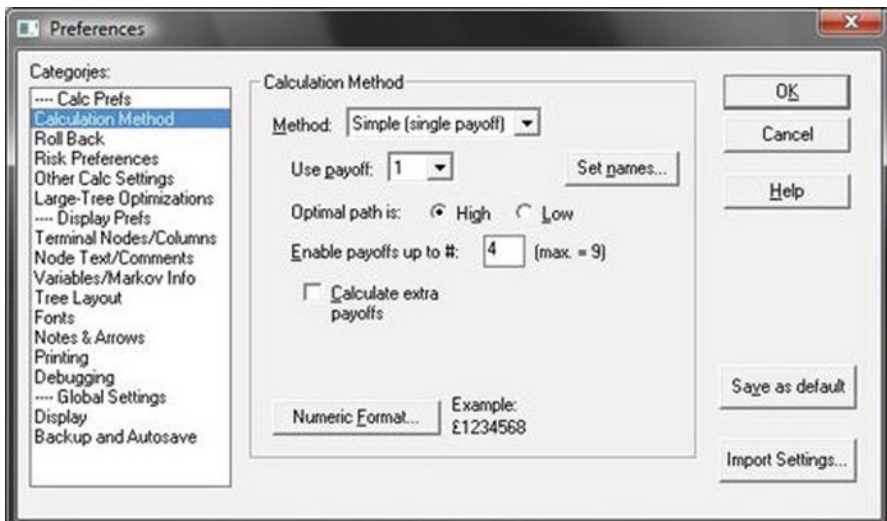 Preferences
Categories:
---- Calc Prefs
Calculation Method
Roll Back
Risk Preferences
Other Calc Settings
Large-Tree Optimizations
---- Display Prefs
Terminal Nodes/Columns
Node Text/Comments
Variables/Markov Info
Tree Layout
Fonts
Notes & Arrows
Printing
Debugging
---- Global Settings
Display
Backup and Autosave
Calculation Method
Method: Simple (single payoff)
Use payoff: 1 Set names...
Optimal path is: High Low
Enable payoffs up to #: 4 (max. = 9)
Calculate extra
payoffs
Numeric Format...
Example:
£1234568
OK
Cancel
Help
Save as default
Import Settings...